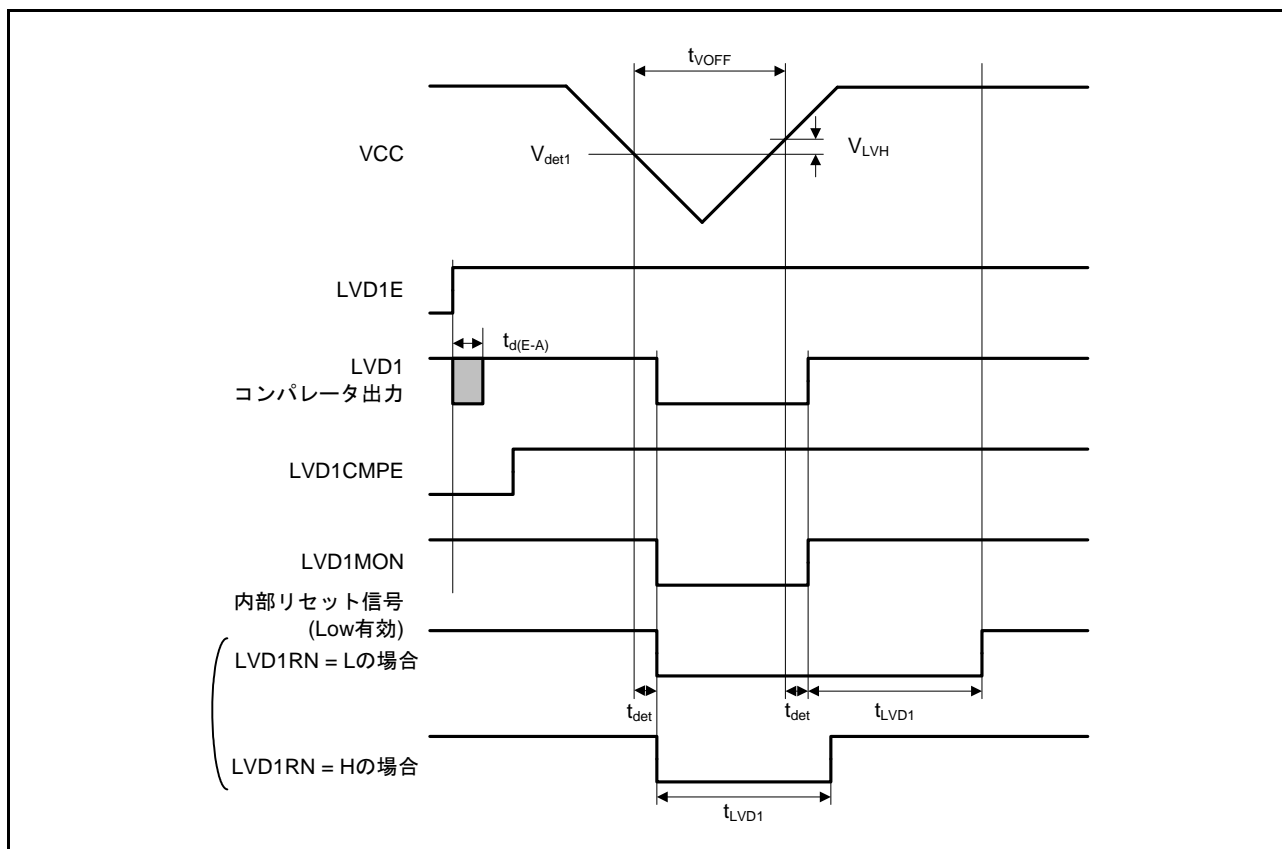 tVOFF
VCC
Vdet1
VLVH
LVD1E
td(E-A)
LVD1
コンパレータ出力
LVD1CMPE
LVD1MON
内部リセット信号
(Low有効)
LVD1RN = Lの場合
tdet
tdet
tLVD1
LVD1RN = Hの場合
tLVD1